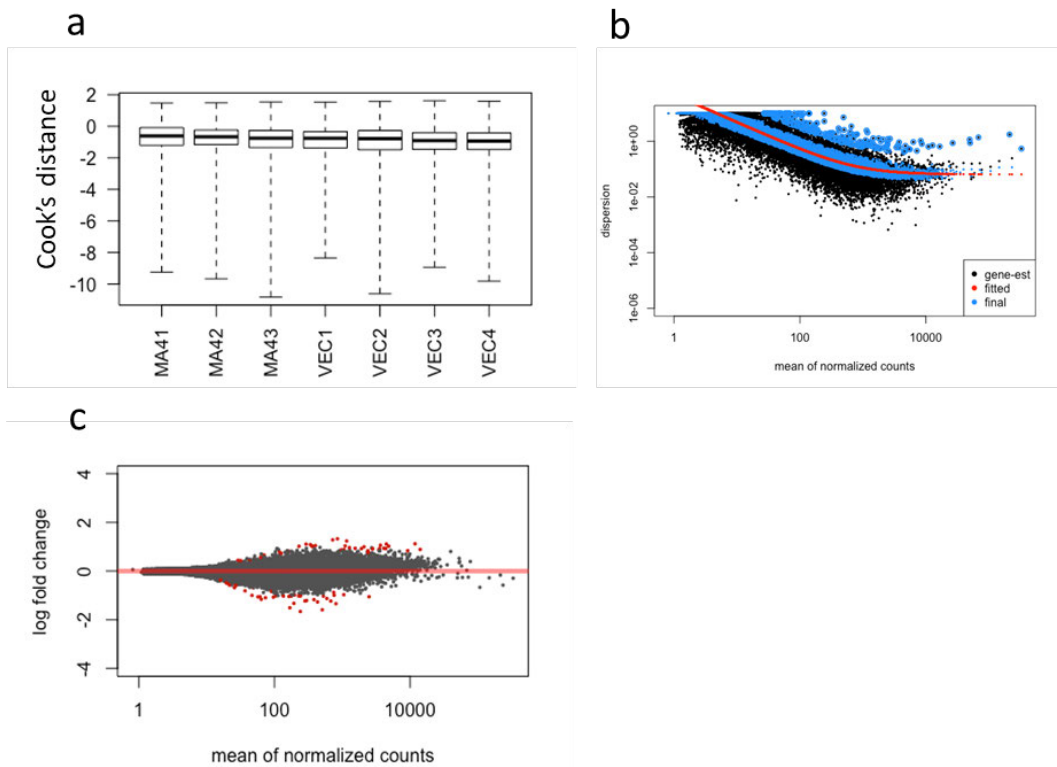 a
Cook's distance
2
0
-2
-4
-6
-8
-10
MA41
MA42
MA43
VEC1
VEC2
VEC3
VEC4
b
dispersion
1e+00
1e-02
1e-04
1e-06
1
100
10000
mean of normalized counts
gene-est
fitted
final
c
log fold change
4
2
0
-2
-4
1
100
10000
mean of normalized counts